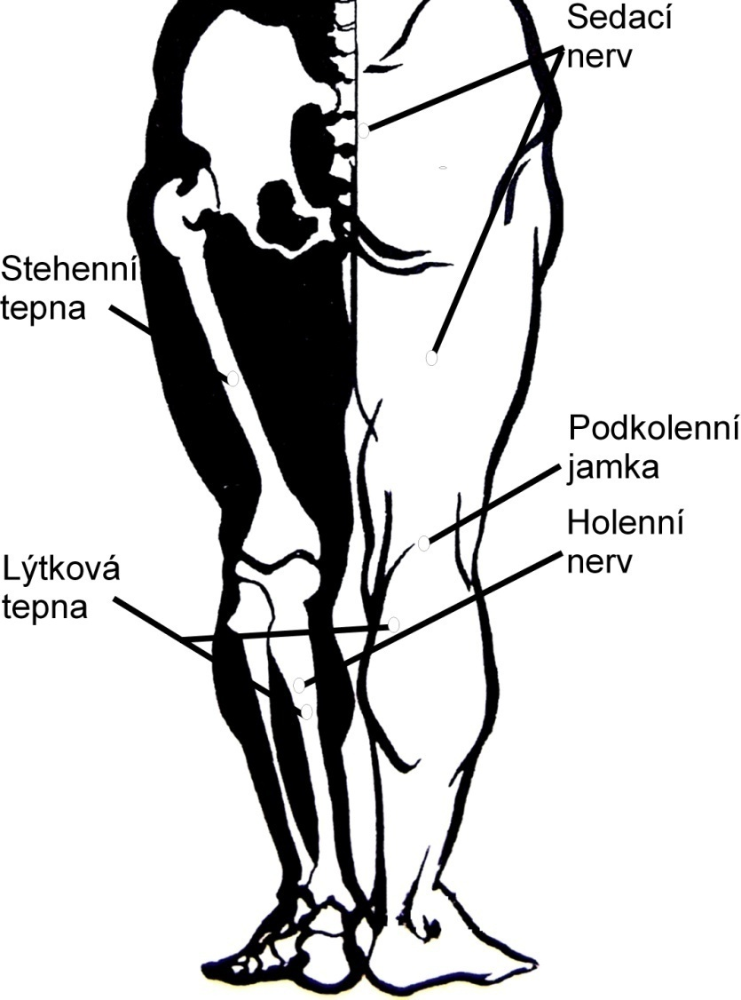 Sedací
nerv
Stehenní
tepna
Podkolenní
jamka
Holenní
nerv
Lýtková
tepna